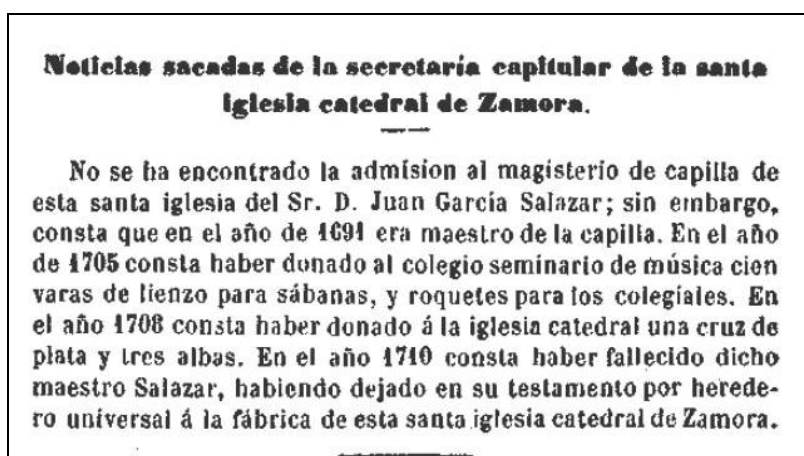 Noticias sacadas de la secretaría capitular de la santa
iglesia catedral de Zamora.
No se ha encontrado la admision al magisterio de capilla de
esta santa iglesia del Sr. D. Juan García Salazar; sin embargo,
consta que en el año de 1691 era maestro de la capilla. En el año
de 1705 consta haber donado al colegio seminario de música cien
varas de lienzo para sábanas, y roquetes para los colegiales. En
el año 1708 consta haber donado á la iglesia catedral una cruz de
plata y tres albas. En el año 1710 consta haber fallecido dicho
maestro Salazar, habiendo dejado en su testamento por herede-
ro universal á la fábrica de esta santa iglesia catedral de Zamora.